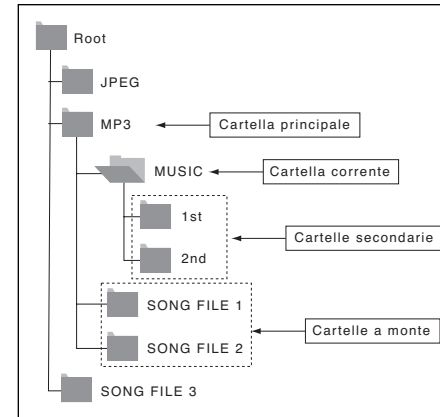 Root
JPEG
MP3
Cartella principale
MUSIC
Cartella corrente
1st
Cartelle secondarie
2nd
SONG FILE 1
Cartelle a monte
SONG FILE 2
SONG FILE 3